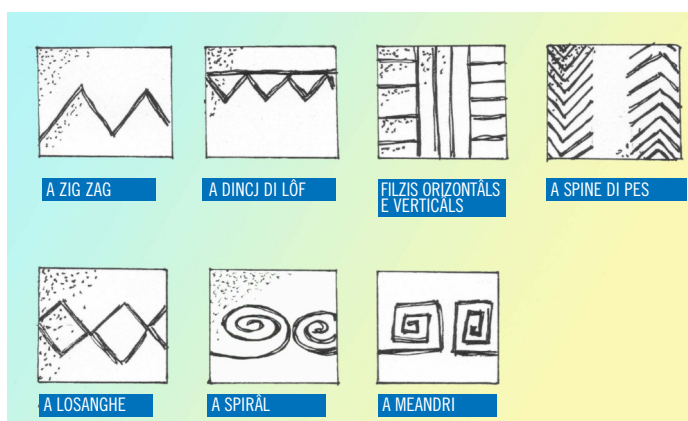 A ZIG ZAG
A DINCJ DI LÔF
FILZIS ORIZONTÂLS
E VERTICÂLS
A SPINE DI PES
A LOSANGHE
A SPIRÂL
A MEANDRI